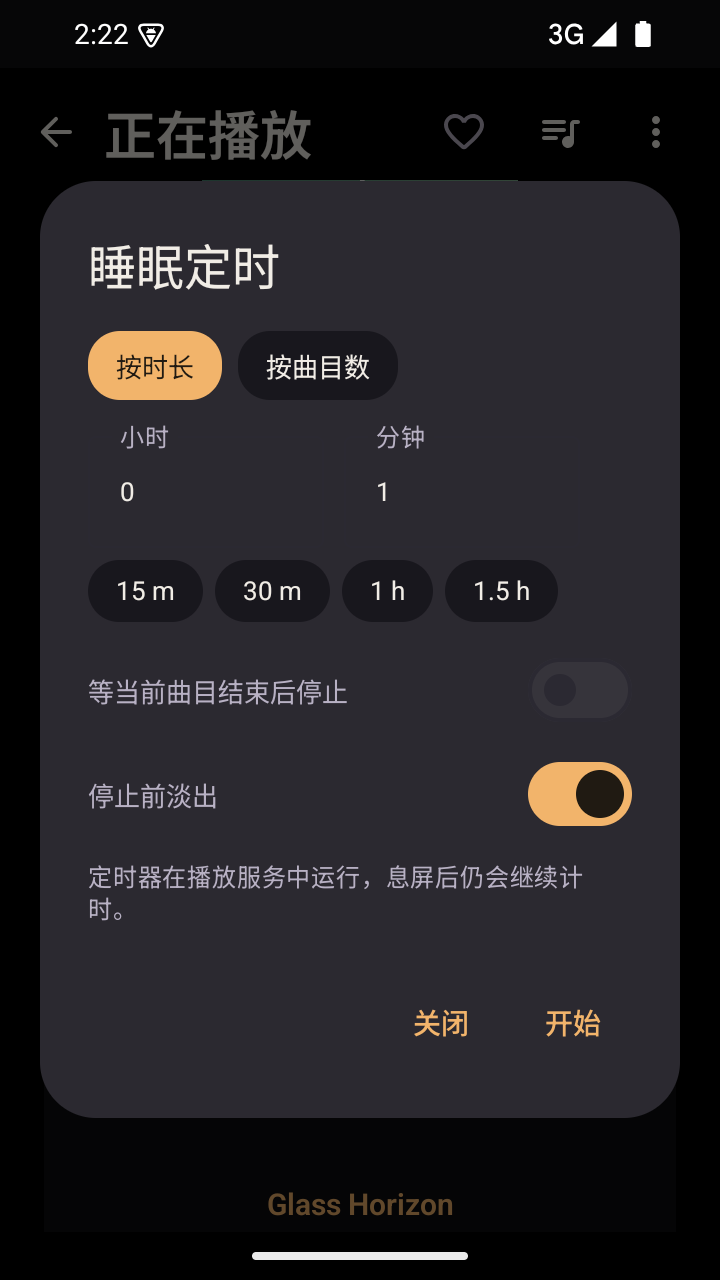 2:22
3G
正在播放
睡眠定时
按时长
按曲目数
小时
分钟
0
1
15 m
30 m
1 h
1.5 h
等当前曲目结束后停止
停止前淡出
定时器在播放服务中运行，息屏后仍会继续计
时。
关闭
开始
Glass Horizon